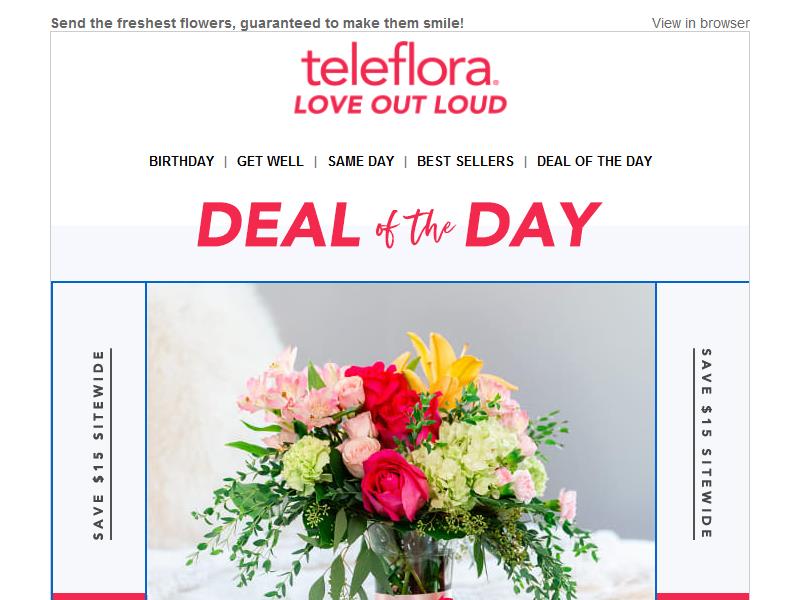 Send the freshest flowers, guaranteed to make them smile!
View in browser
teleflora.
LOVE OUT LOUD
BIRTHDAY | GET WELL | SAME DAY | BEST SELLERS | DEAL OF THE DAY
DEAL of the DAY
SAVE $15 SITEWIDE
SAVE $15 SITEWIDE